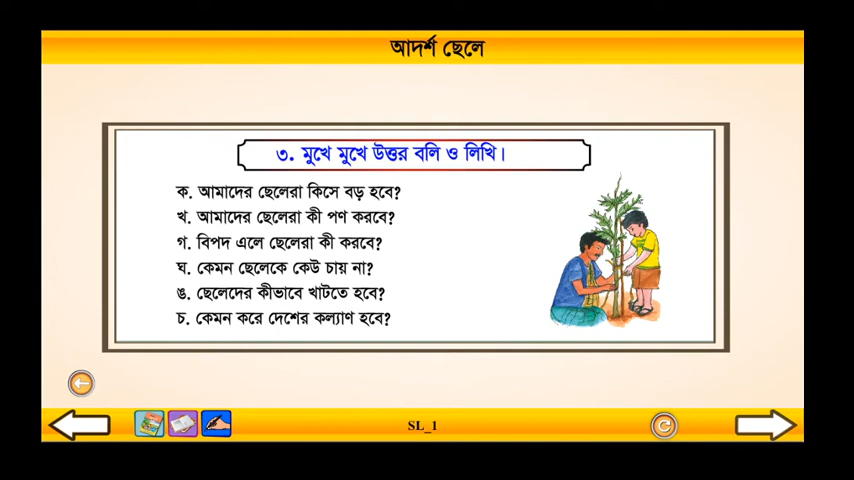 আদর্শ ছেলে
৩. মুখে মুখে উত্তর বলি ও লিখি।
ক. আমাদের ছেলেরা কিসে বড় হবে?
খ. আমাদের ছেলেরা কী পণ করবে?
গ. বিপদ এলে ছেলেরা কী করবে?
ঘ. কেমন ছেলেকে কেউ চায় না?
ঙ. ছেলেদের কীভাবে খাটতে হবে?
চ. কেমন করে দেশের কল্যাণ হবে?
SL_1